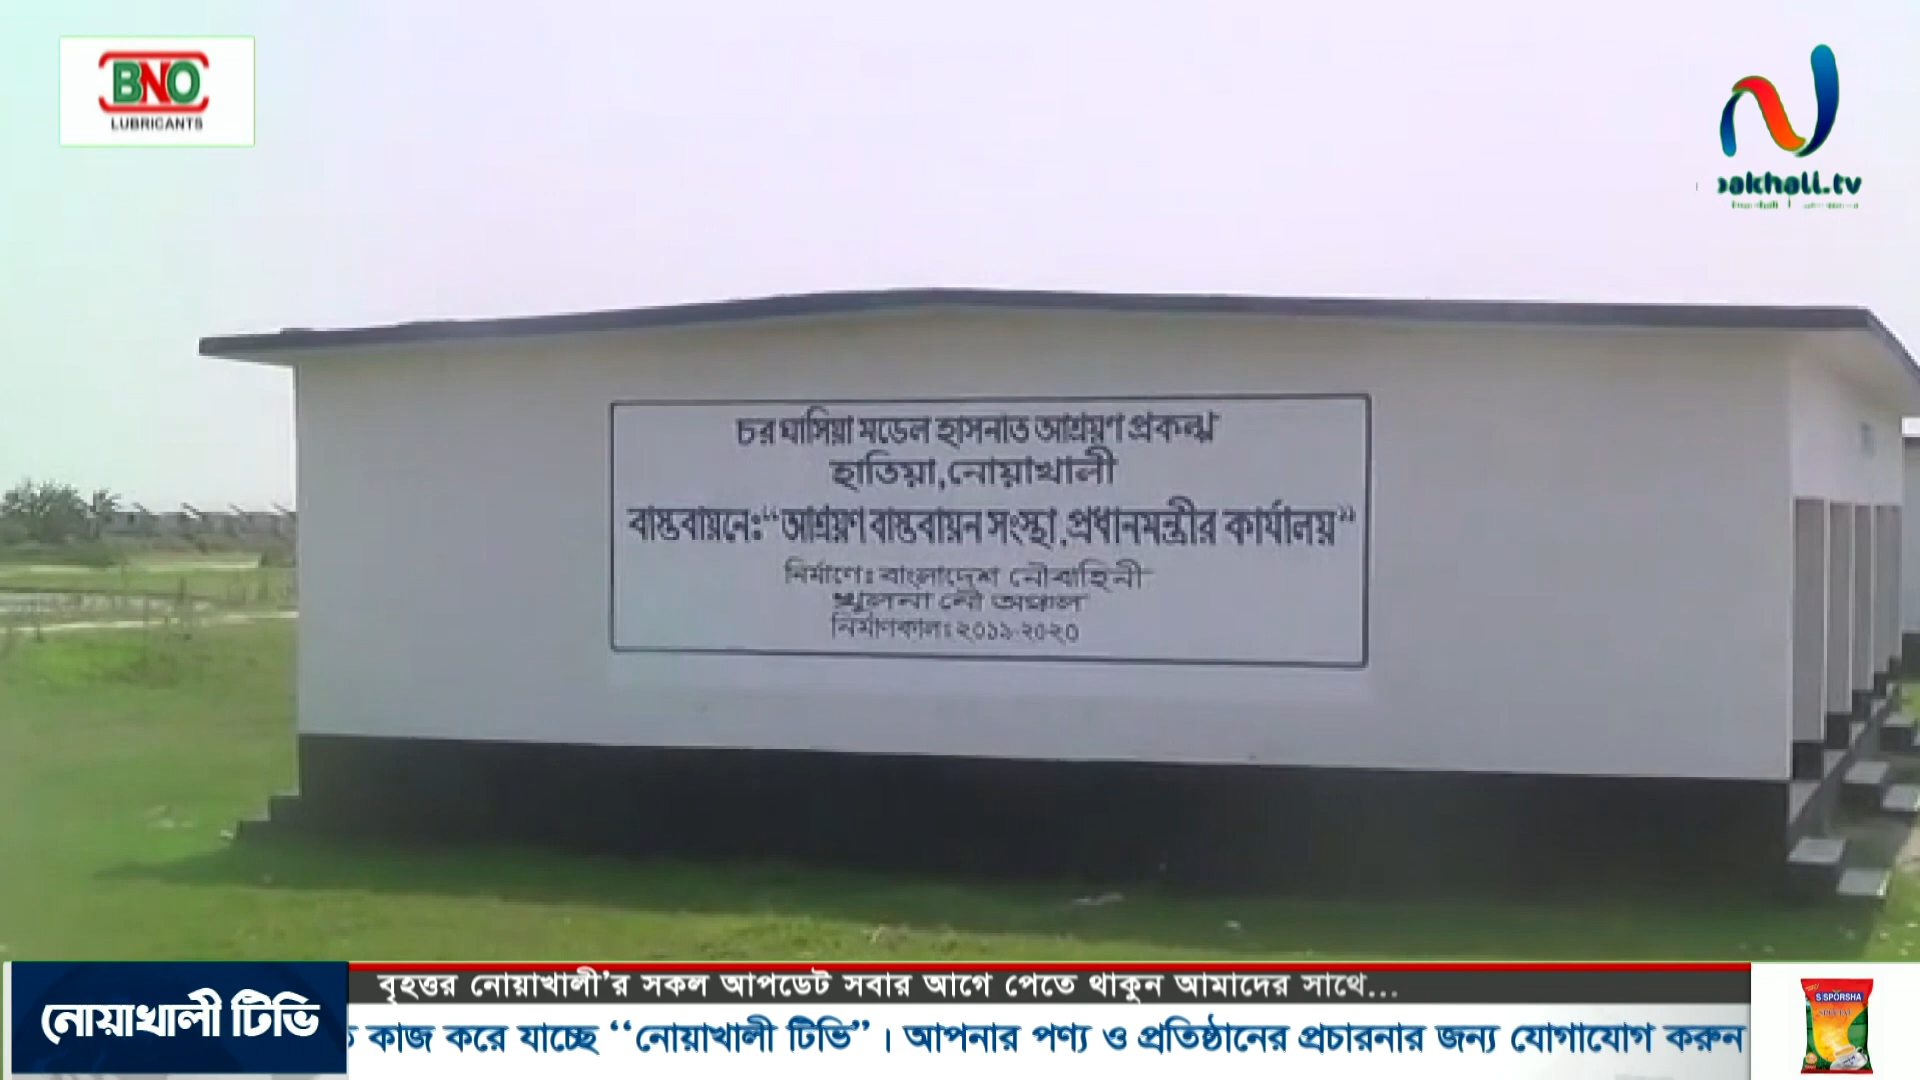 BNO
LUBRICANTS
oakhali.tv
চর ঘাসিয়া মডেল হাসনাত আশ্রয়ণ প্রকল্প
হাতিয়া,নোয়াখালী
বাস্তবায়নেঃ“আশ্রয়ণ বাস্তবায়ন সংস্থা,প্রধানমন্ত্রীর কার্যালয়”
নির্মাণেঃ বাংলাদেশ নৌবাহিনী
খুলনা নৌ অঞ্চল
নির্মাণকালঃ ২০১৯-২০২০
নোয়াখালী টিভি
বৃহত্তর নোয়াখালী’র সকল আপডেট সবার আগে পেতে থাকুন আমাদের সাথে...
কাজ করে যাচ্ছে ‘‘নোয়াখালী টিভি” । আপনার পণ্য ও প্রতিষ্ঠানের প্রচারনার জন্য যোগাযোগ করুন
S SPORSHA